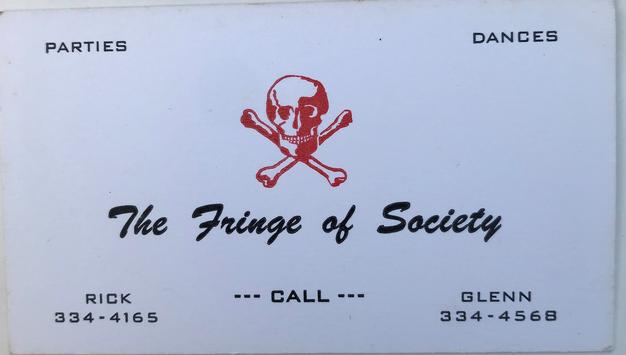 PARTIES
DANCES
The Fringe of Society
--- CALL ---
RICK
334-4165
GLENN
334-4568